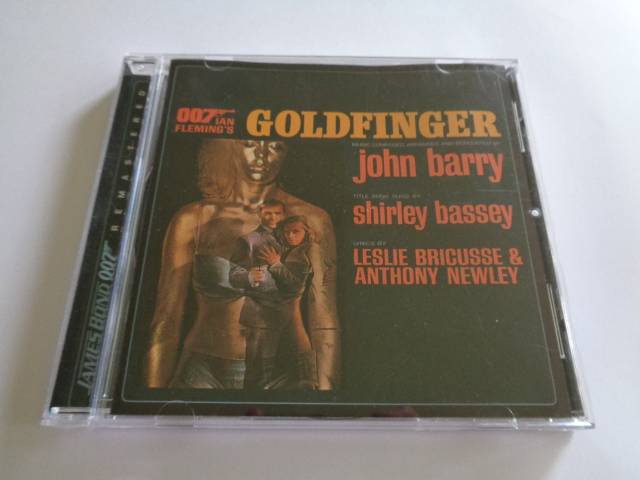 007
IAN
FLEMING'S
GOLDFINGER
MUSIC COMPOSED, ARRANGED AND CONDUCTED BY
john barry
TITLE SONG SUNG BY
shirley bassey
LYRICS BY
LESLIE BRICUSSE &
ANTHONY NEWLEY
JAMES BOND 007 REMASTERED